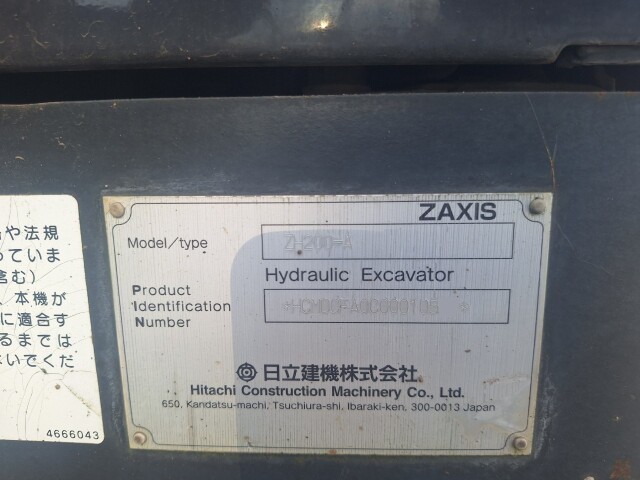 や法規
っていま
含む)
、本機が
に適合す
るまでは
いでくだ
4666043
ZAXIS
Model/type ZH200-A
Hydraulic Excavator
Product
Identification
Number
日立建機株式会社
Hitachi Construction Machinery Co., Ltd.
650, Kandatsu-machi, Tsuchiura-shi, Ibaraki-ken, 300-0013 Japan